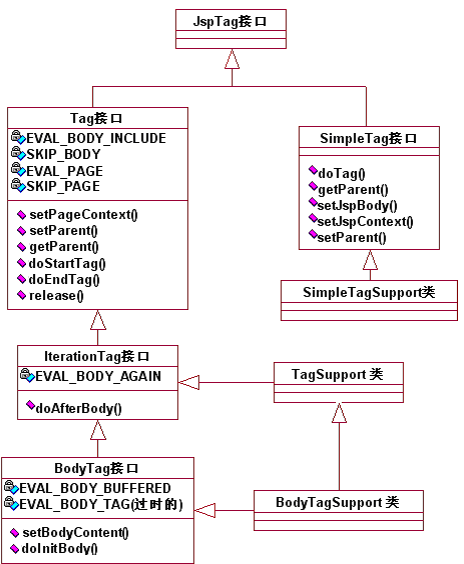 JspTag接口
Tag接口
EVAL_BODY_INCLUDE
SKIP_BODY
EVAL_PAGE
SKIP_PAGE
setPageContext()
setParent()
getParent()
doStartTag()
doEndTag()
release()
SimpleTag接口
doTag()
getParent()
setJspBody()
setJspContext()
setParent()
SimpleTagSupport类
IterationTag接口
EVAL_BODY_AGAIN
doAfterBody()
TagSupport 类
BodyTag接口
EVAL_BODY_BUFFERED
EVAL_BODY_TAG(过时的)
setBodyContent()
doInitBody()
BodyTagSupport 类